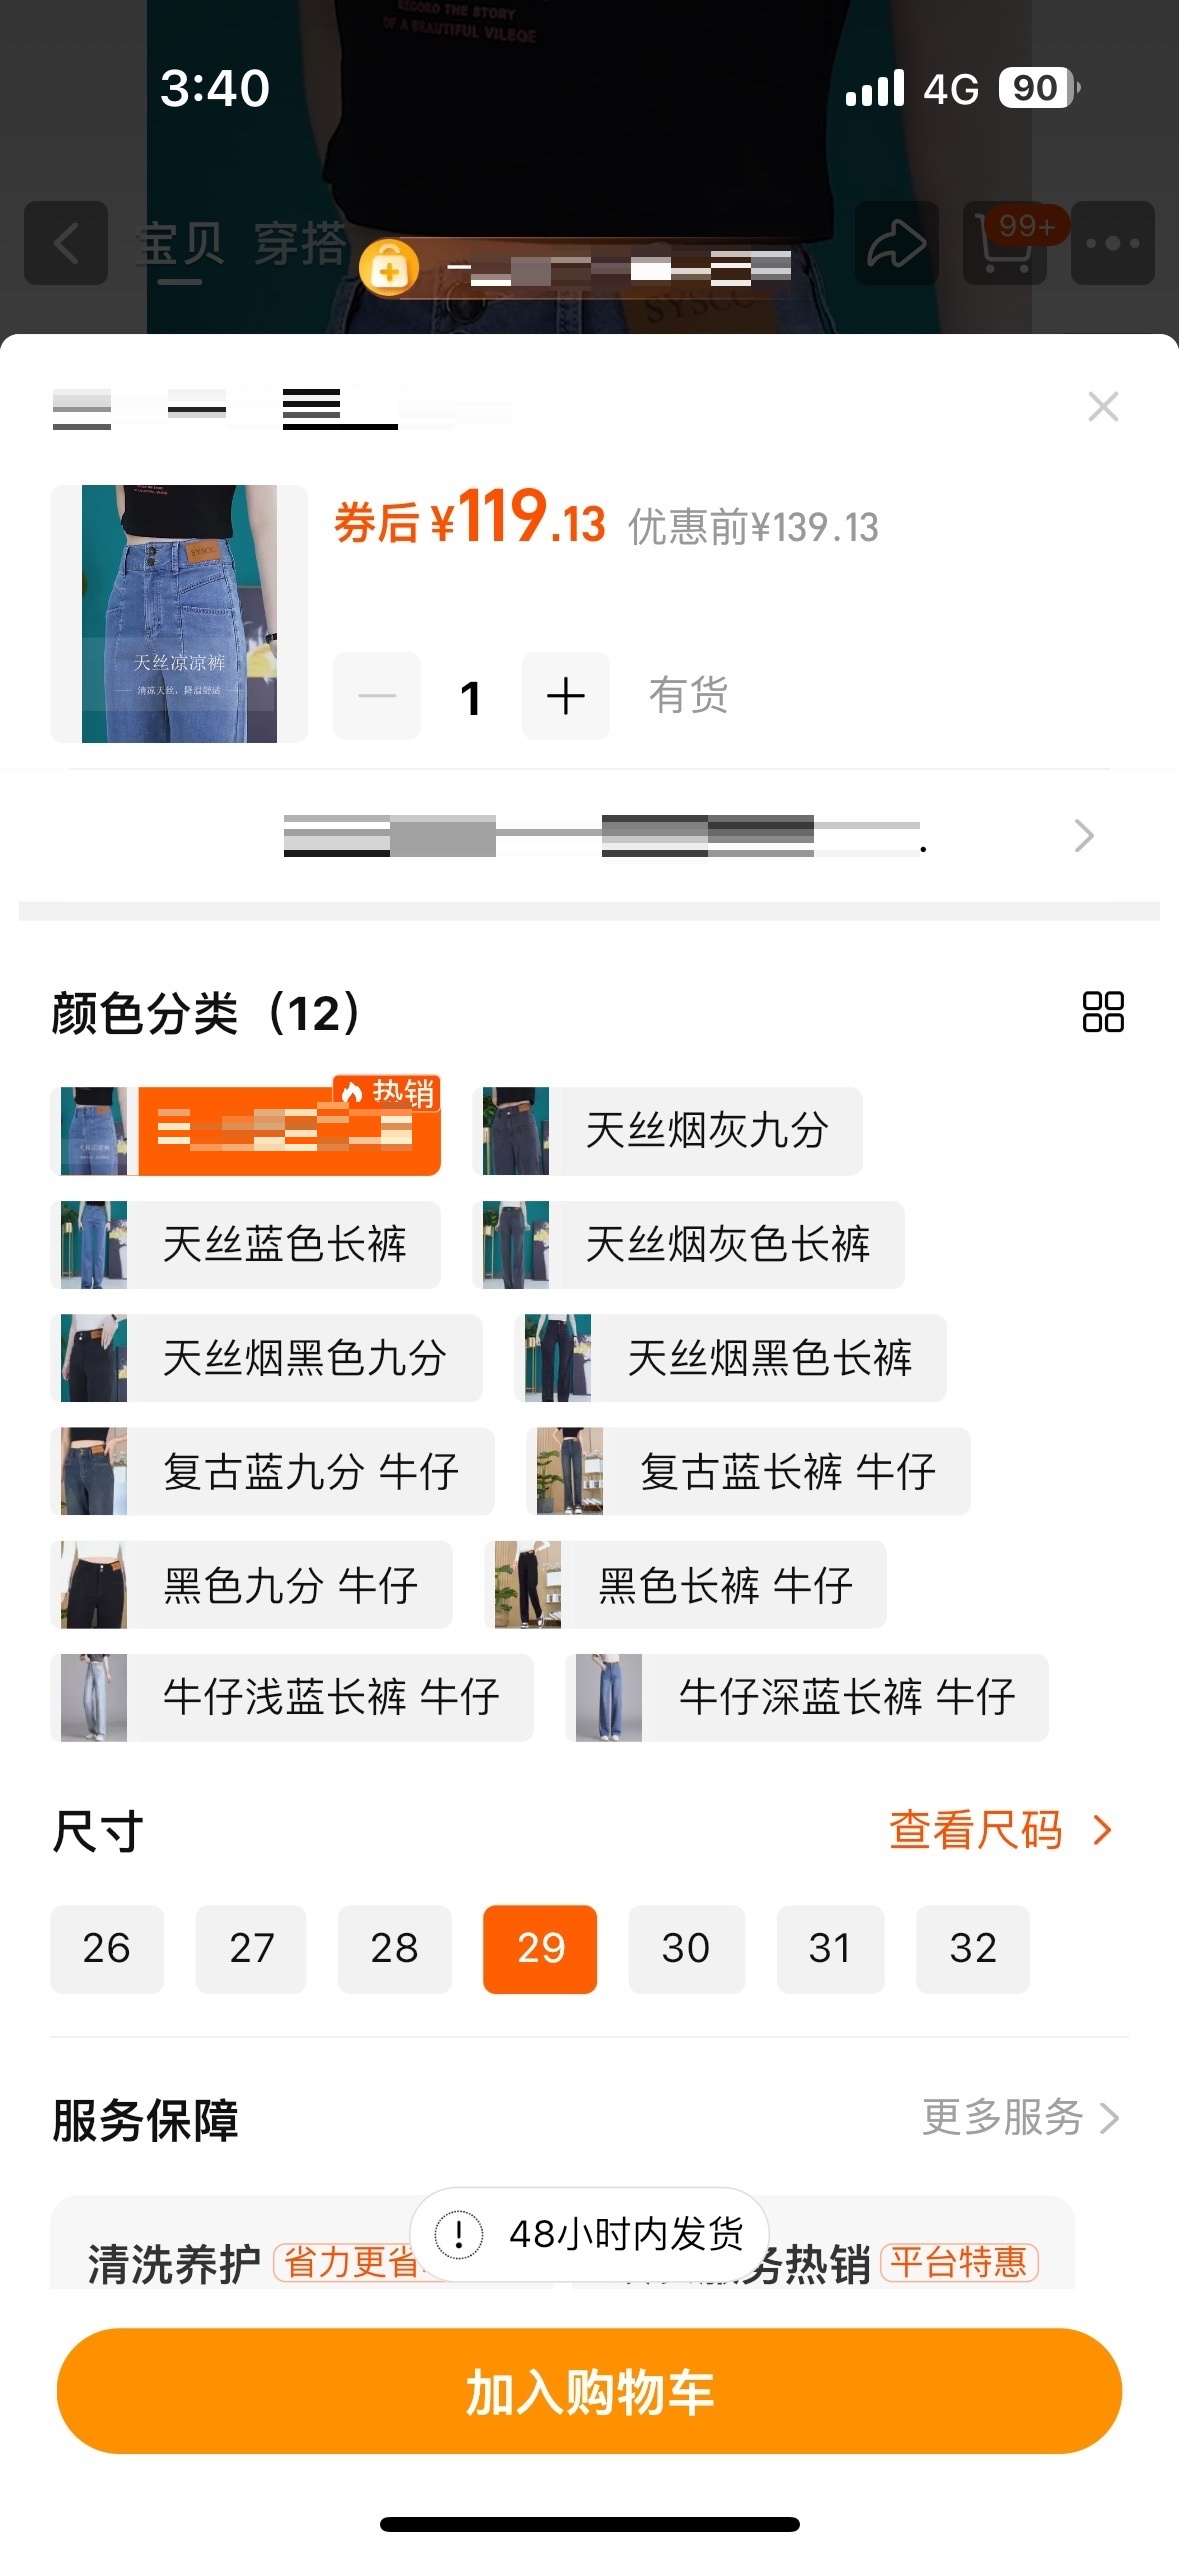 RECORD THE STORY
OF A BEAUTIFUL VILEQE
3:40 4G 90
宝贝 穿搭 99+
SYSCC
券后 ¥119.13 优惠前¥139.13
SYSCC
天丝凉凉裤
清凉天丝，降温舒适
1 有货
颜色分类（12）
热销
天丝烟灰九分
天丝蓝色长裤 天丝烟灰色长裤
天丝烟黑色九分 天丝烟黑色长裤
复古蓝九分 牛仔 复古蓝长裤 牛仔
黑色九分 牛仔 黑色长裤 牛仔
牛仔浅蓝长裤 牛仔 牛仔深蓝长裤 牛仔
尺寸 查看尺码
26 27 28 29 30 31 32
服务保障 更多服务
48小时内发货
清洗养护 省力更省 服务热销 平台特惠
加入购物车